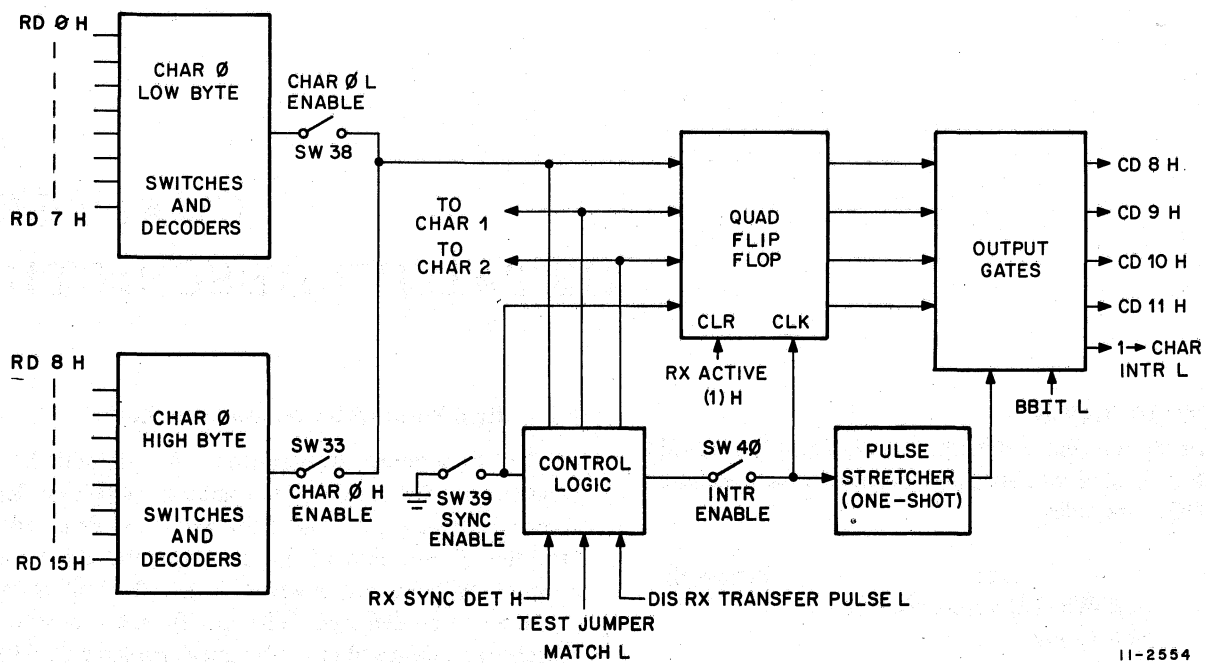 RD Ø H
CHAR Ø
LOW BYTE
SWITCHES
AND
DECODERS
RD 7 H
CHAR Ø L
ENABLE
SW 38
TO
CHAR 1
TO
CHAR 2
QUAD
FLIP
FLOP
CLR
CLK
OUTPUT
GATES
CD 8 H
CD 9 H
CD 10 H
CD 11 H
1→ CHAR
INTR L
RX ACTIVE
(1) H
BBIT L
RD 8 H
CHAR Ø
HIGH BYTE
SWITCHES
AND
DECODERS
RD 15 H
SW 33
CHAR Ø H
ENABLE
SW 39
SYNC
ENABLE
CONTROL
LOGIC
SW 4Ø
INTR
ENABLE
PULSE
STRETCHER
(ONE-SHOT)
RX SYNC DET H
TEST JUMPER
MATCH L
DIS RX TRANSFER PULSE L
11-2554